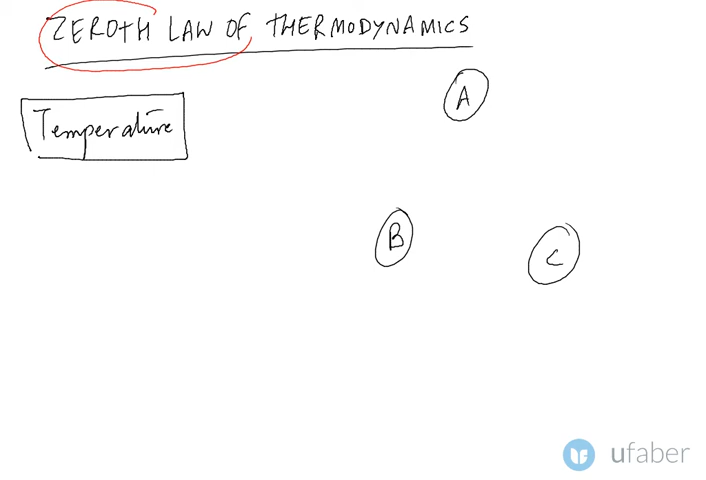 ZEROTH LAW OF THERMODYNAMICS
Temperature
A
B
C
ufaber